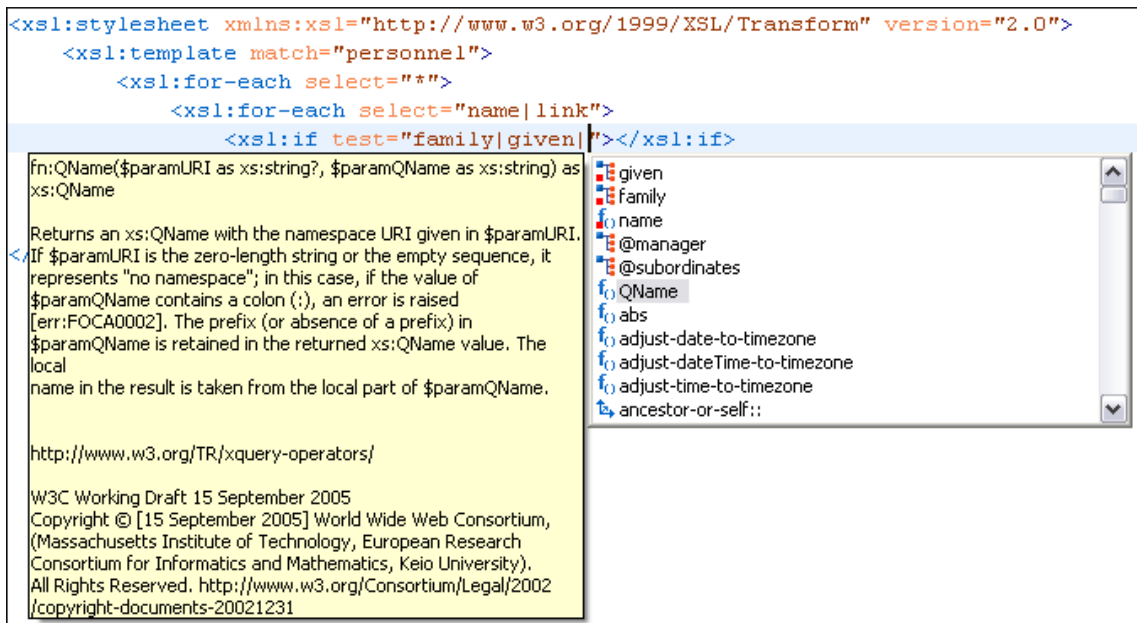 <xsl:stylesheet xmlns:xsl="http://www.w3.org/1999/XSL/Transform" version="2.0">
<xsl:template match="personnel">
<xsl:for-each select="*">
<xsl:for-each select="name|link">
<xsl:if test="family|given|"></xsl:if>
</
fn:QName($paramURI as xs:string?, $paramQName as xs:string) as
xs:QName
Returns an xs:QName with the namespace URI given in $paramURI.
If $paramURI is the zero-length string or the empty sequence, it
represents "no namespace"; in this case, if the value of
$paramQName contains a colon (:), an error is raised
[err:FOCA0002]. The prefix (or absence of a prefix) in
$paramQName is retained in the returned xs:QName value. The
local
name in the result is taken from the local part of $paramQName.
http://www.w3.org/TR/xquery-operators/
W3C Working Draft 15 September 2005
Copyright © [15 September 2005] World Wide Web Consortium,
(Massachusetts Institute of Technology, European Research
Consortium for Informatics and Mathematics, Keio University).
All Rights Reserved. http://www.w3.org/Consortium/Legal/2002
/copyright-documents-20021231
given
family
f() name
@manager
@subordinates
f() QName
f() abs
f() adjust-date-to-timezone
f() adjust-dateTime-to-timezone
f() adjust-time-to-timezone
ancestor-or-self::